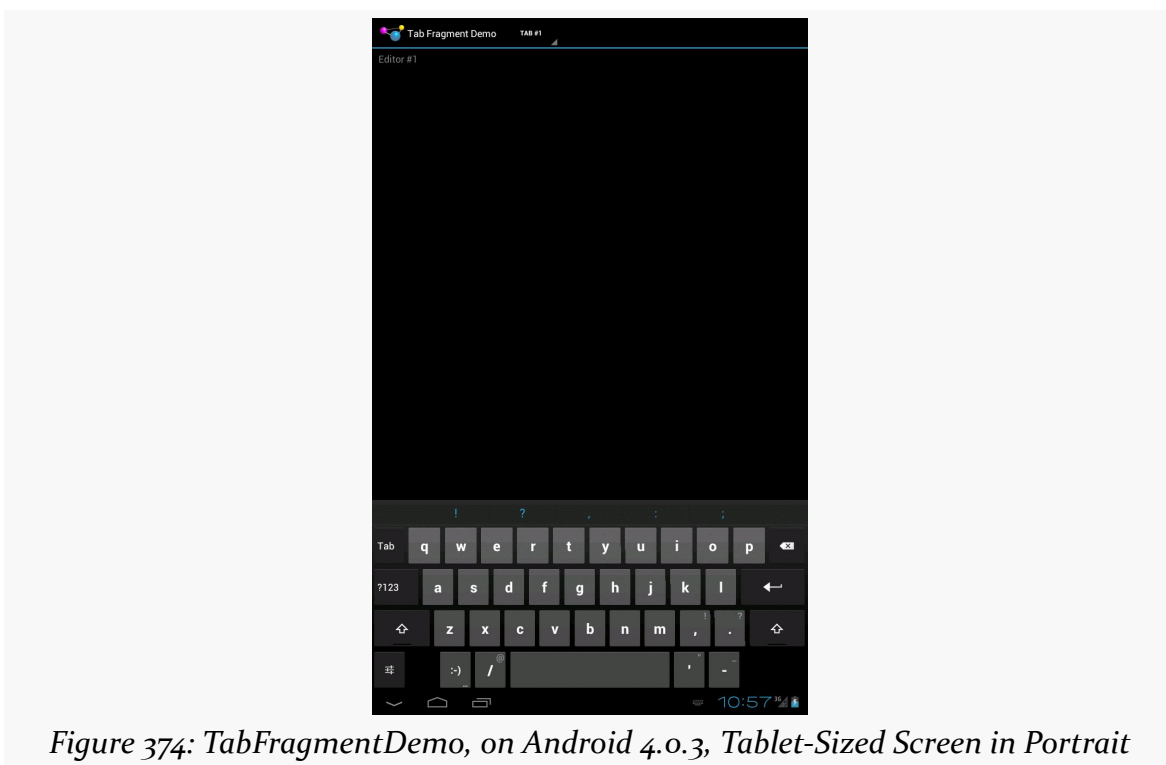 Tab Fragment Demo TAB #1
Editor #1
! ? , : ;
Tab q w e r t y u i o p
?123 a s d f g h j k l
z x c v b n m , ! . ?
:-) _ / @ ' " - _
10:57 3G
Figure 374: TabFragmentDemo, on Android 4.0.3, Tablet-Sized Screen in Portrait